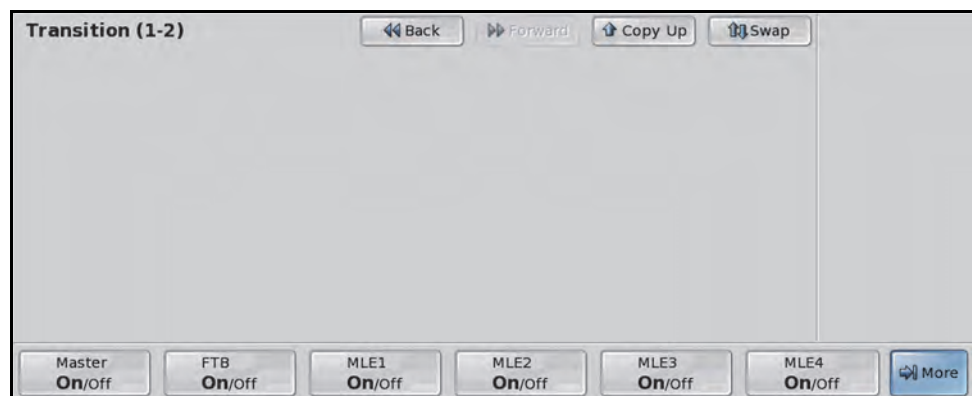 Transition (1-2) Back Forward Copy Up Swap
Master FTB MLE1 MLE2 MLE3 MLE4
On/Off On/Off On/Off On/Off On/Off On/Off More